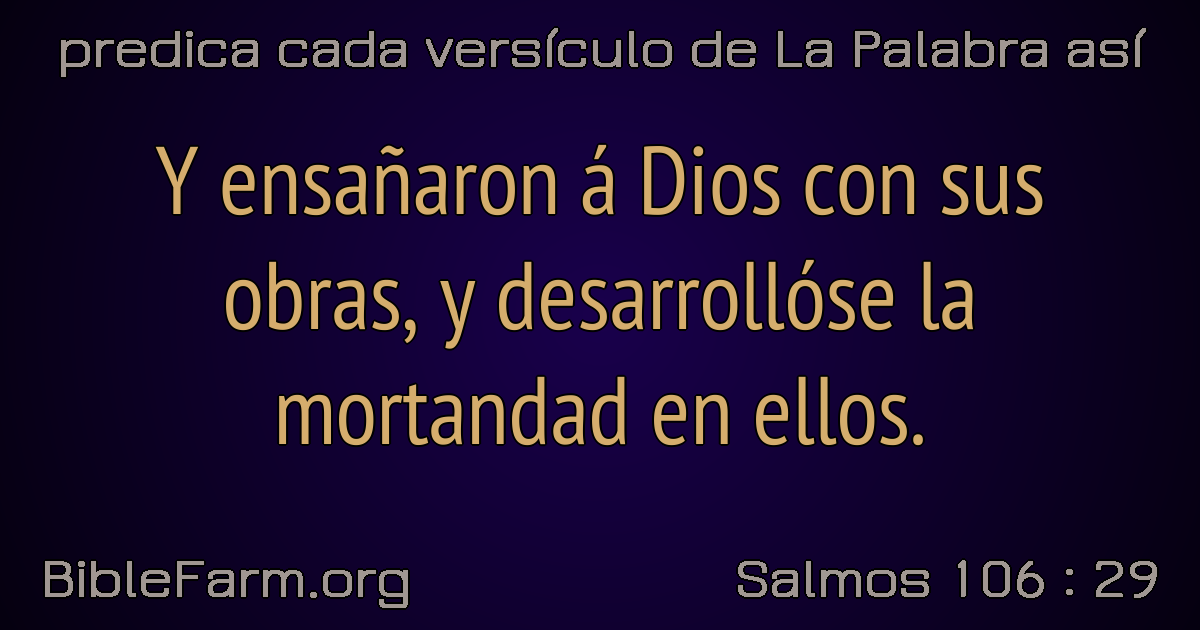 predica cada versículo de La Palabra así
Y ensañaron á Dios con sus
obras, y desarrollóse la
mortandad en ellos.
BibleFarm.org
Salmos 106 : 29